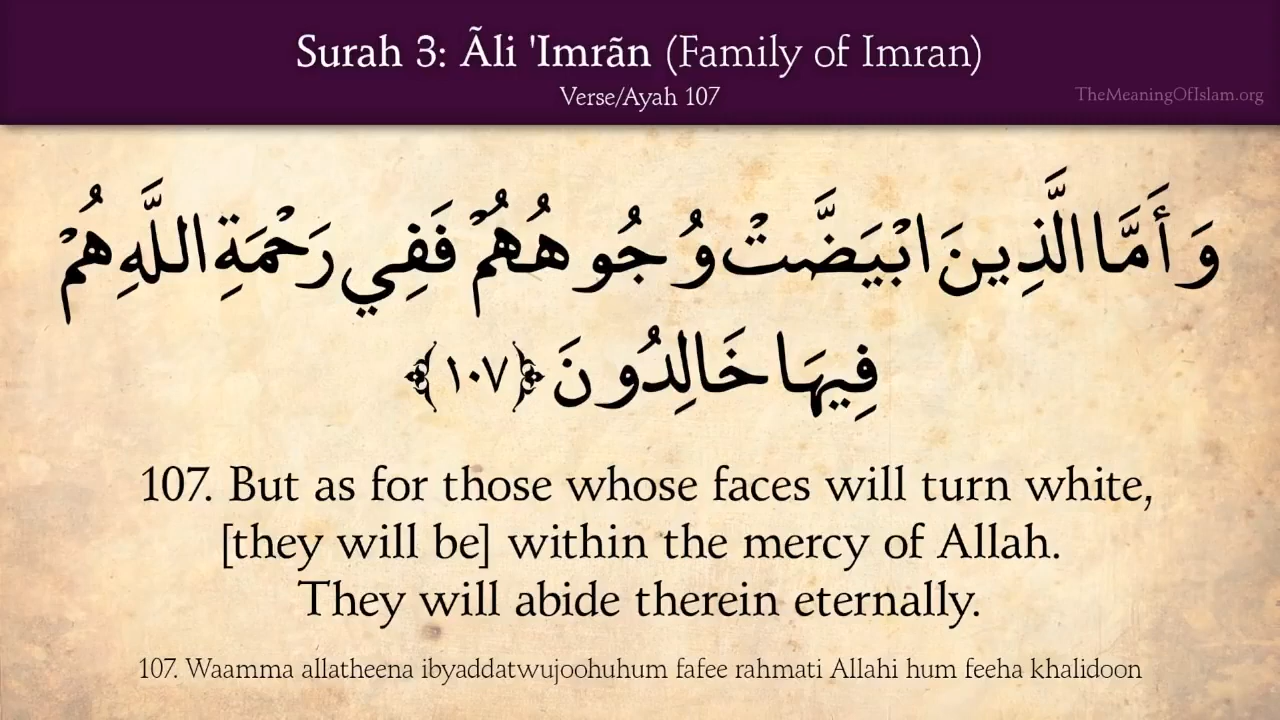 Surah 3: Ãli 'Imrãn (Family of Imran)
Verse/Ayah 107
TheMeaningOfIslam.org
وَأَمَّا الَّذِينَ ابْيَضَّتْ وُجُوهُهُمْ فَفِي رَحْمَةِ اللَّهِ هُمْ
فِيهَا خَالِدُونَ ﴿١٠٧﴾
107. But as for those whose faces will turn white,
[they will be] within the mercy of Allah.
They will abide therein eternally.
107. Waamma allatheena ibyaddatwujoohuhum fafee rahmati Allahi hum feeha khalidoon